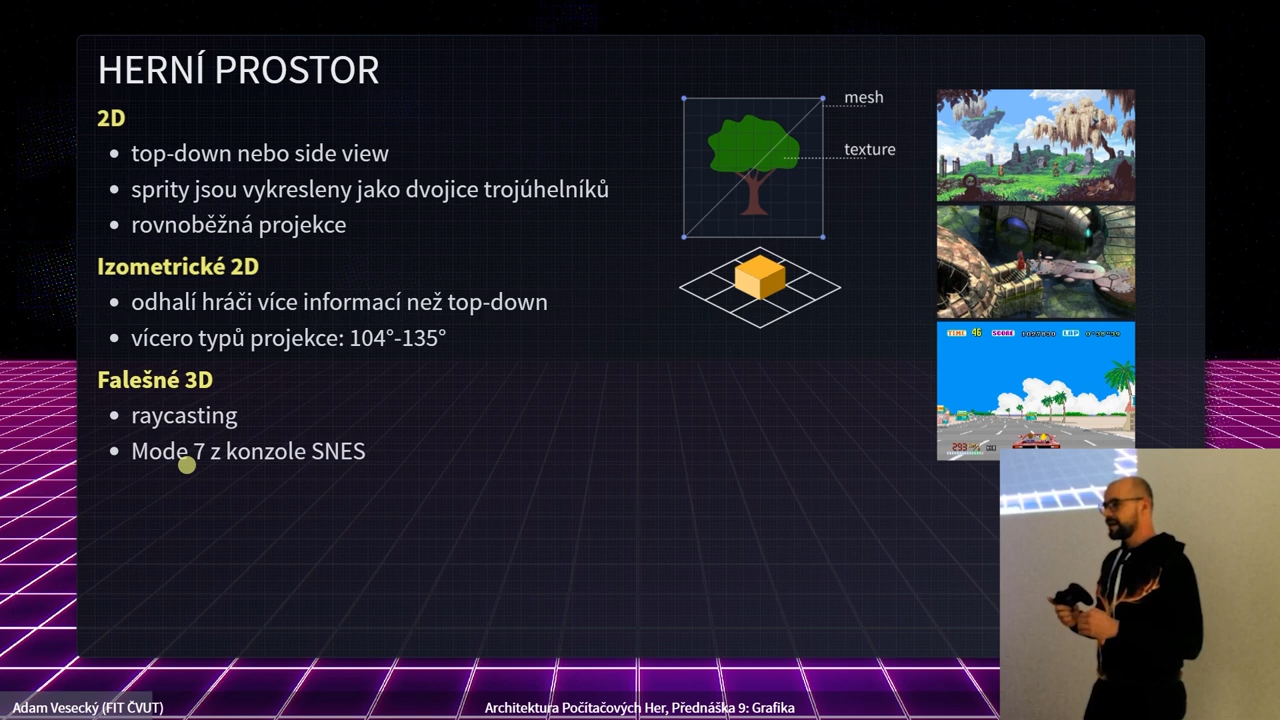 HERNÍ PROSTOR
2D
top-down nebo side view
sprity jsou vykresleny jako dvojice trojúhelníků
rovnoběžná projekce
Izometrické 2D
odhalí hráči více informací než top-down
vícero typů projekce: 104°-135°
Falešné 3D
raycasting
Mode 7 z konzole SNES
mesh
texture
TIME 46 SCORE LAP
293
Adam Vesecký (FIT ČVUT)
Architektura Počítačových Her, Přednáška 9: Grafika